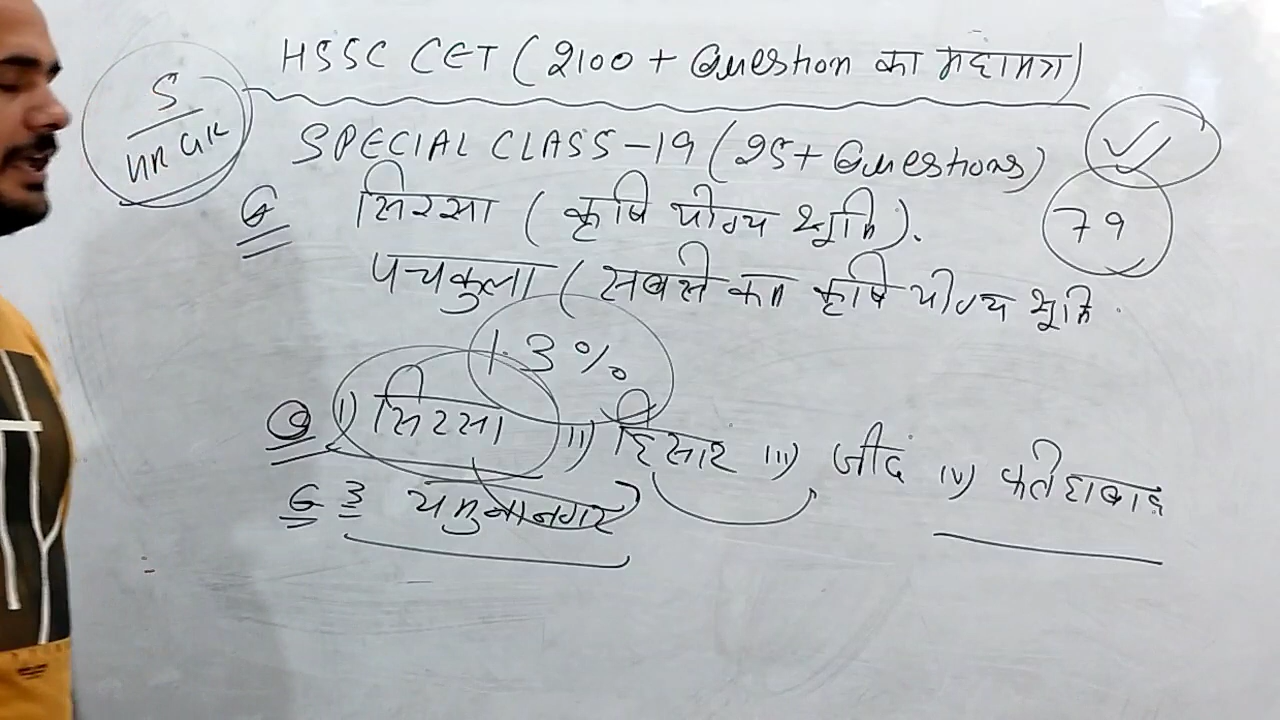 HSSC CET (2100 + Question का महामंत्र)
S
HR GK
SPECIAL CLASS-19 (25+ Questions)
Q सिरसा ( कृषि योग्य भूमि ).
79
पंचकुला ( सबसे कम कृषि योग्य भूमि .
1.3%
Q i) सिरसा ii) हिसार iii) जींद iv) फतेहाबाद
Q 3 यमुनानगर